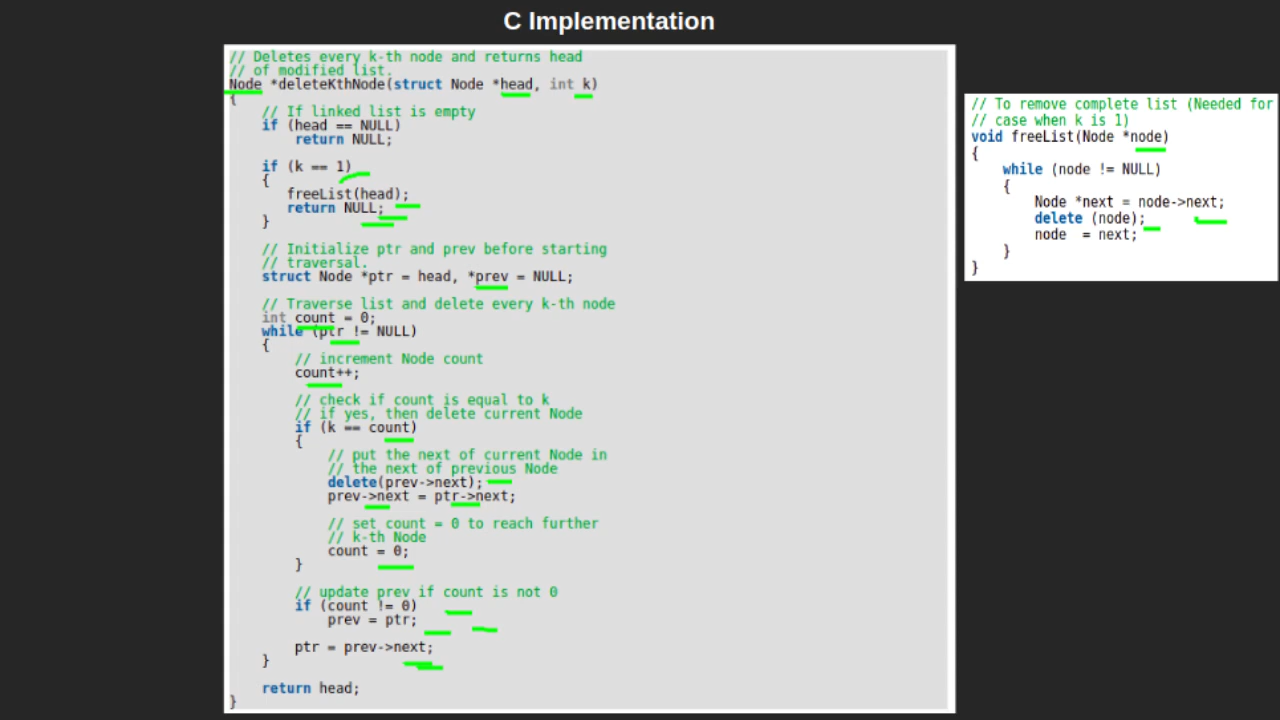 C Implementation
// Deletes every k-th node and returns head
// of modified list.
Node *deleteKthNode(struct Node *head, int k)
{
    // If linked list is empty
    if (head == NULL)
        return NULL;

    if (k == 1)
    {
       freeList(head);
       return NULL;
    }

    // Initialize ptr and prev before starting
    // traversal.
    struct Node *ptr = head, *prev = NULL;

    // Traverse list and delete every k-th node
    int count = 0;
    while (ptr != NULL)
    {
        // increment Node count
        count++;

        // check if count is equal to k
        // if yes, then delete current Node
        if (k == count)
        {
            // put the next of current Node in
            // the next of previous Node
            delete(prev->next);
            prev->next = ptr->next;

            // set count = 0 to reach further
            // k-th Node
            count = 0;
        }

        // update prev if count is not 0
        if (count != 0)
            prev = ptr;

        ptr = prev->next;
    }

    return head;
}
// To remove complete list (Needed for
// case when k is 1)
void freeList(Node *node)
{
    while (node != NULL)
    {
        Node *next = node->next;
        delete (node);
        node  = next;
    }
}